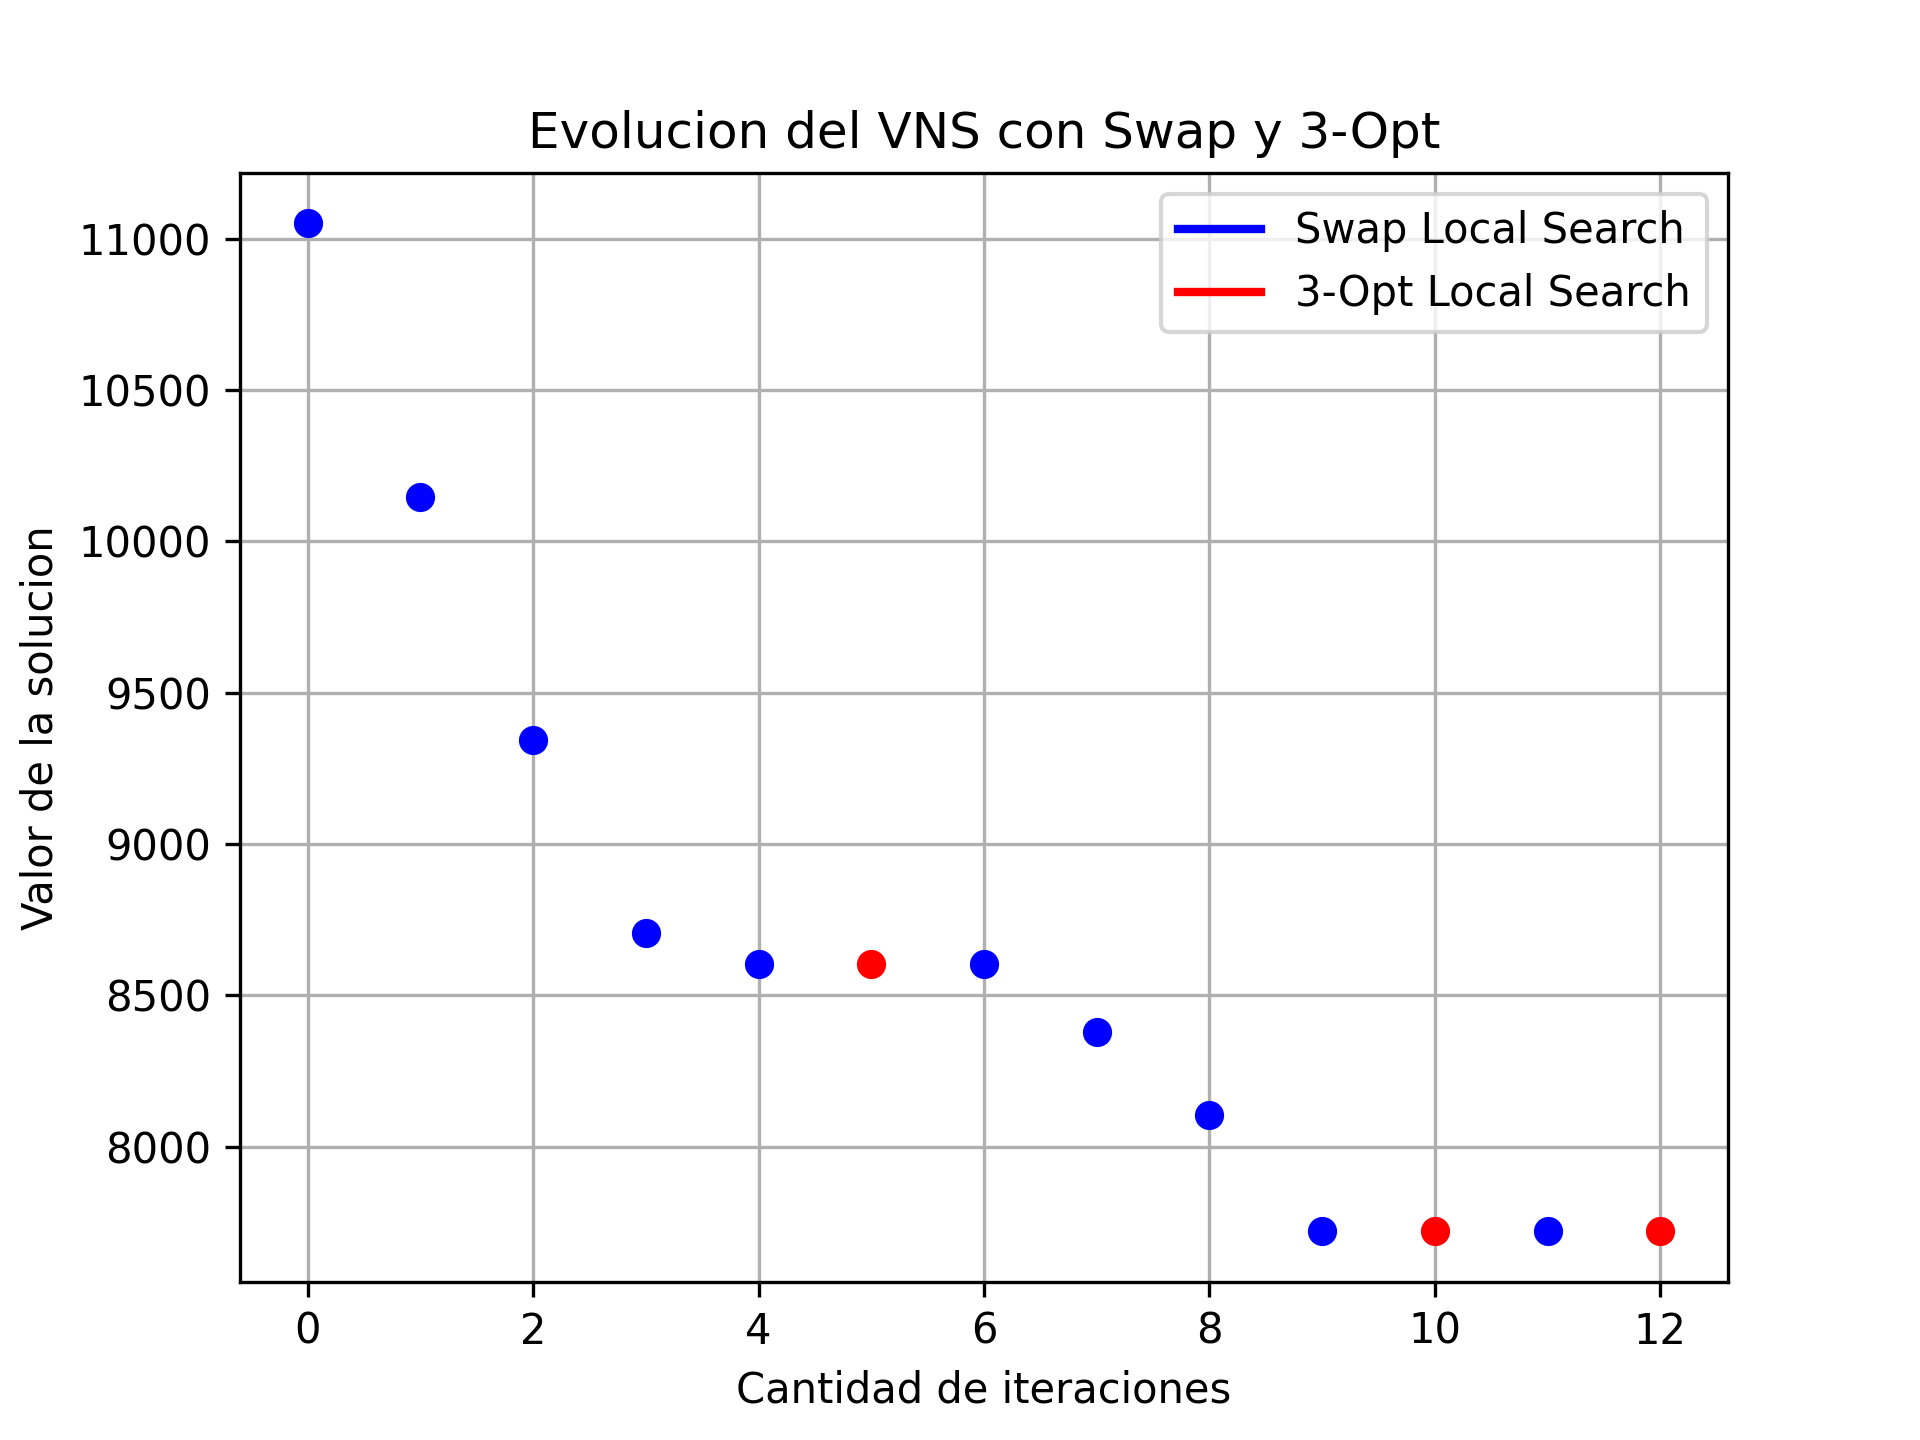 Evolucion del VNS con Swap y 3-Opt
Swap Local Search
3-Opt Local Search
Valor de la solucion
11000
10500
10000
9500
9000
8500
8000
0 2 4 6 8 10 12
Cantidad de iteraciones